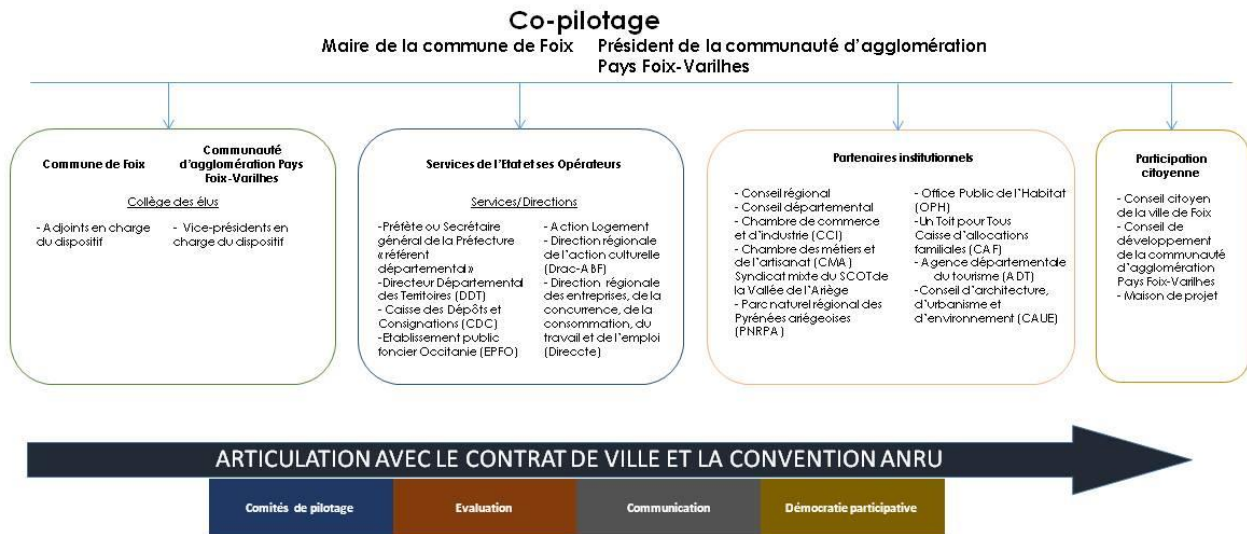 Co-pilotage
Maire de la commune de Foix
Président de la communauté d'agglomération
Pays Foix-Varilhes
Commune de Foix
Communauté
d'agglomération Pays
Foix-Varilhes
Collège des élus
- Adjoints en charge
du dispositif
- Vice-présidents en
charge du dispositif
Services de l'Etat et ses Opérateurs
Services/Directions
-Préfète ou Secrétaire
général de la Préfecture
« référent
départemental»
-Directeur Départemental
des Territoires (DDT)
- Caisse des Dépôts et
Consignations (CDC)
-Etablissement public
foncier Occitanie (EPFO)
- Action Logement
- Direction régionale
de l'action culturelle
(Drac-ABF)
- Direction régionale
des entreprises, de la
concurrence, de la
consommation, du
travail et de l'emploi
(Direccte)
Partenaires institutionnels
- Conseil régional
- Conseil départemental
- Chambre de commerce
et d'industrie (CCI)
- Chambre des métiers et
de l'artisanat (CMA)
Syndicat mixte du SCOTde
la Vallée de l'Ariège
- Parc naturel régional des
Pyrénées ariégeoises
(PNRPA)
- Office Public de l'Habitat
(OPH)
-Un Toit pour Tous
Caisse d'allocations
familiales (CAF)
- Agence départementale
du tourisme (ADT)
-Conseil d'architecture,
d'urbanisme et
d'environnement (CAUE)
Participation
citoyenne
- Conseil citoyen
de la ville de Foix
- Conseil de
développement
de la communauté
d'agglomération
Pays Foix-Varilhes
- Maison de projet
ARTICULATION AVEC LE CONTRAT DE VILLE ET LA CONVENTION ANRU
Comités de pilotage
Evaluation
Communication
Démocratie participative